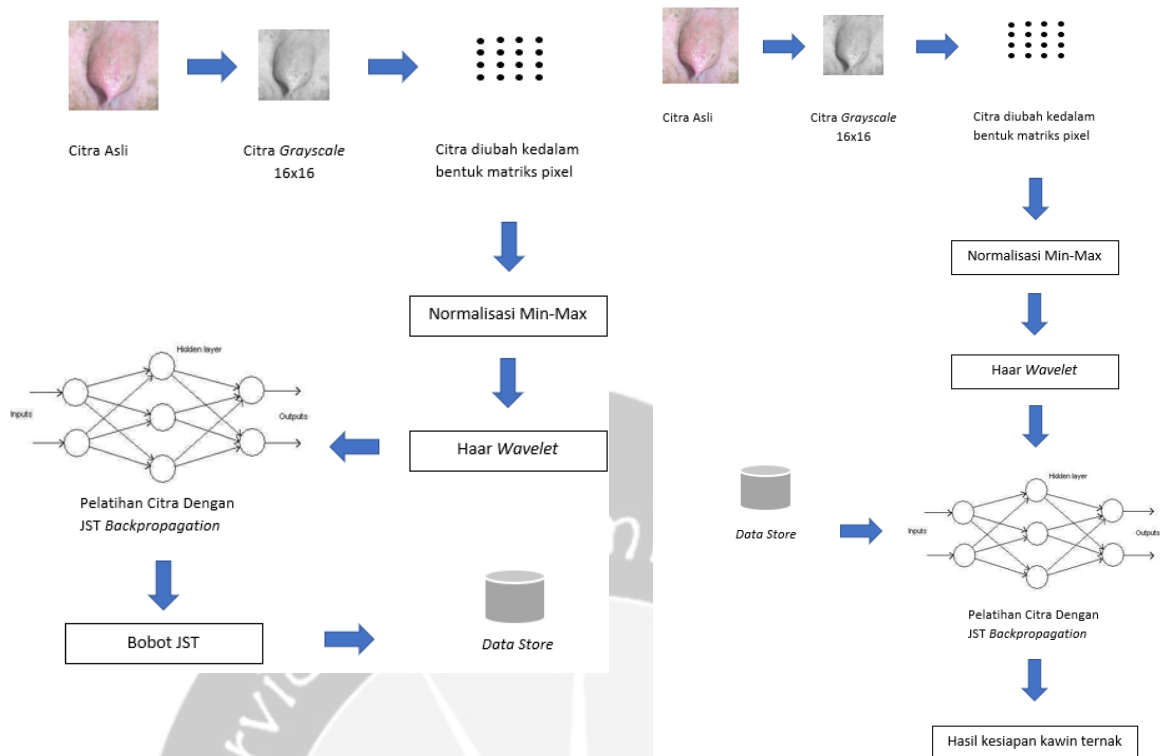 Citra Asli
Citra Grayscale
16x16
Citra diubah kedalam
bentuk matriks pixel
Normalisasi Min-Max
Haar Wavelet
Hidden layer
Inputs
Outputs
Pelatihan Citra Dengan
JST Backpropagation
Bobot JST
Data Store
Citra Asli
Citra Grayscale
16x16
Citra diubah kedalam
bentuk matriks pixel
Normalisasi Min-Max
Haar Wavelet
Data Store
Hidden layer
Inputs
Outputs
Pelatihan Citra Dengan
JST Backpropagation
Hasil kesiapan kawin ternak